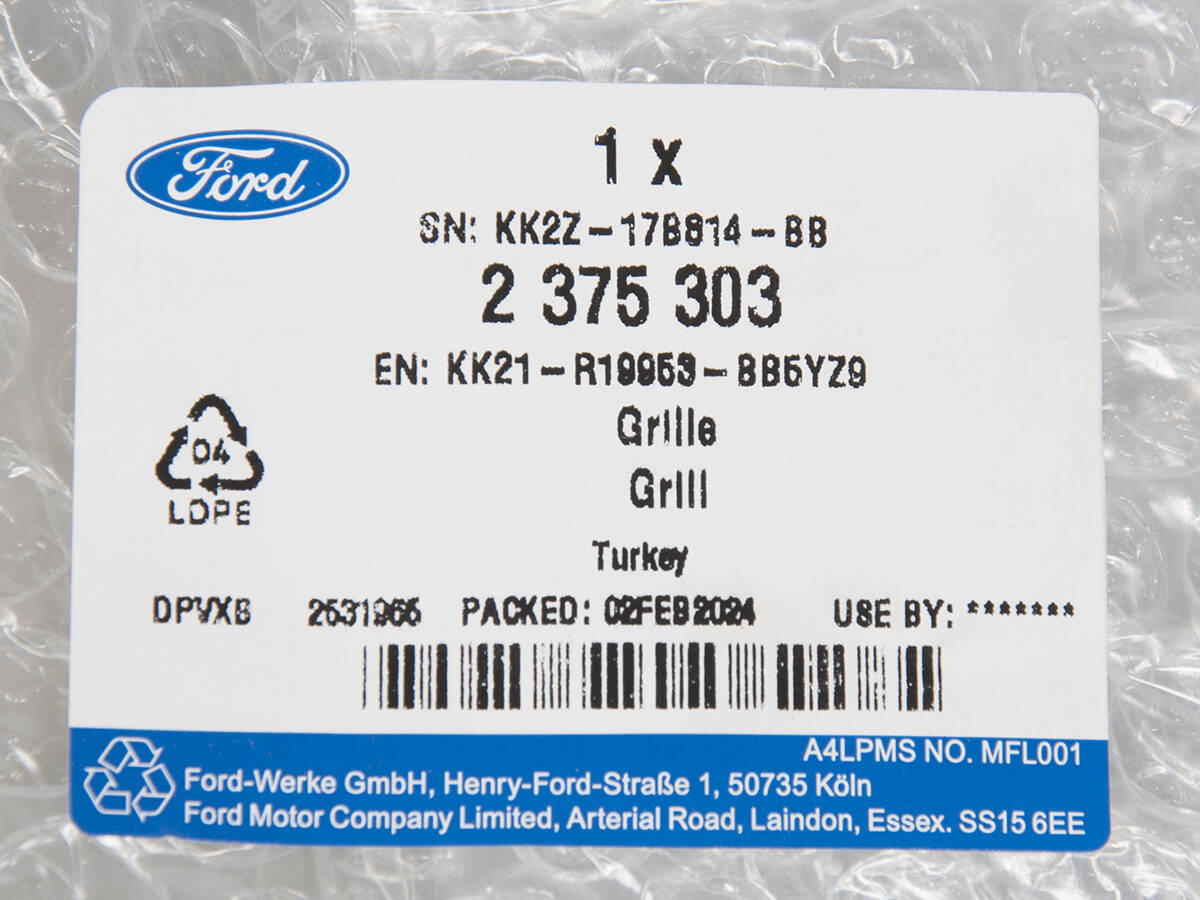 Ford
1 x
SN: KK2Z-17B814-BB
2 375 303
EN: KK21-R19953-BB5YZ9
Grille
Grill
04
LDPE
Turkey
DPVXB 2531965 PACKED: 02FEB2024 USE BY: *******
A4LPMS NO. MFL001
Ford-Werke GmbH, Henry-Ford-Straße 1, 50735 Köln
Ford Motor Company Limited, Arterial Road, Laindon, Essex. SS15 6EE